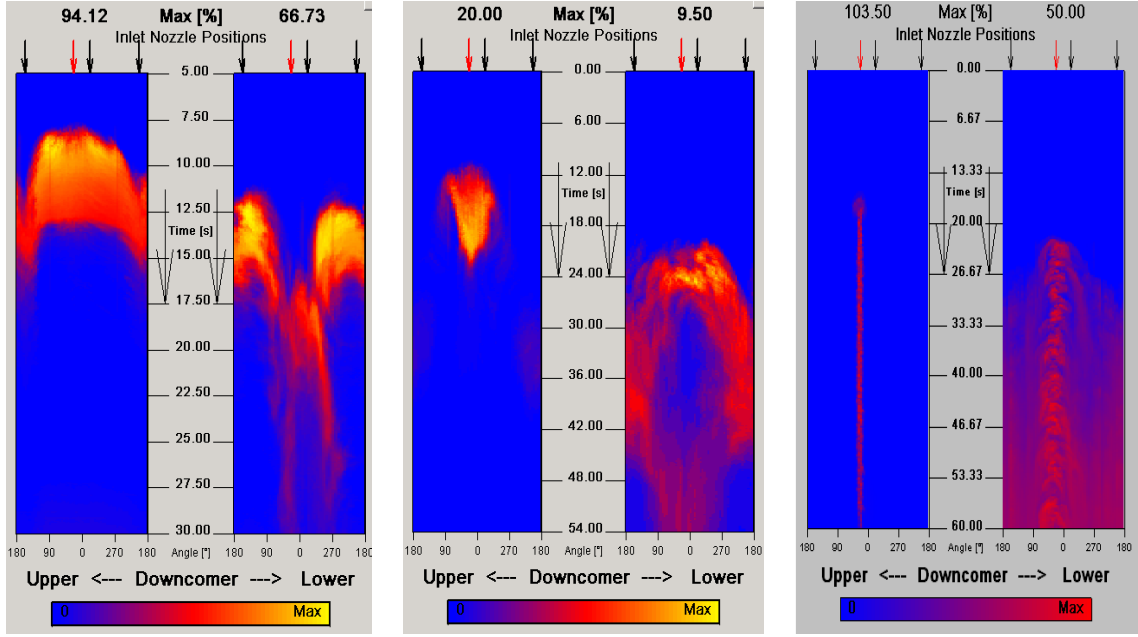 94.12 Max [%] 66.73
Inlet Nozzle Positions
5.00
7.50
10.00
12.50
Time [s]
15.00
17.50
20.00
22.50
25.00
27.50
30.00
180 90 0 270 180 Angle [°] 180 90 0 270 180
Upper <--- Downcomer ---> Lower
0 Max
20.00 Max [%] 9.50
Inlet Nozzle Positions
0.00
6.00
12.00
Time [s]
18.00
24.00
30.00
36.00
42.00
48.00
54.00
180 90 0 270 180 Angle [°] 180 90 0 270 180
Upper <--- Downcomer ---> Lower
0 Max
103.50 Max [%] 50.00
Inlet Nozzle Positions
0.00
6.67
13.33
Time [s]
20.00
26.67
33.33
40.00
46.67
53.33
60.00
180 90 0 270 180 Angle [°] 180 90 0 270 180
Upper <--- Downcomer ---> Lower
0 Max